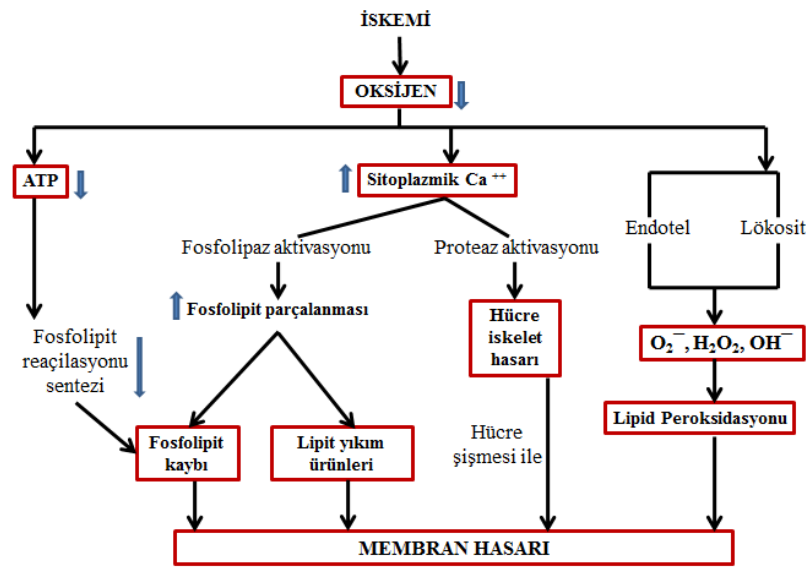 İSKEMİ
OKSİJEN
ATP
Sitoplazmik Ca ⁺⁺
Endotel
Lökosit
Fosfolipaz aktivasyonu
Proteaz aktivasyonu
Fosfolipit parçalanması
Hücre
iskelet
hasarı
O₂⁻, H₂O₂, OH⁻
Fosfolipit
reaçilasyonu
sentezi
Lipid Peroksidasyonu
Fosfolipit
kaybı
Lipit yıkım
ürünleri
Hücre
şişmesi ile
MEMBRAN HASARI